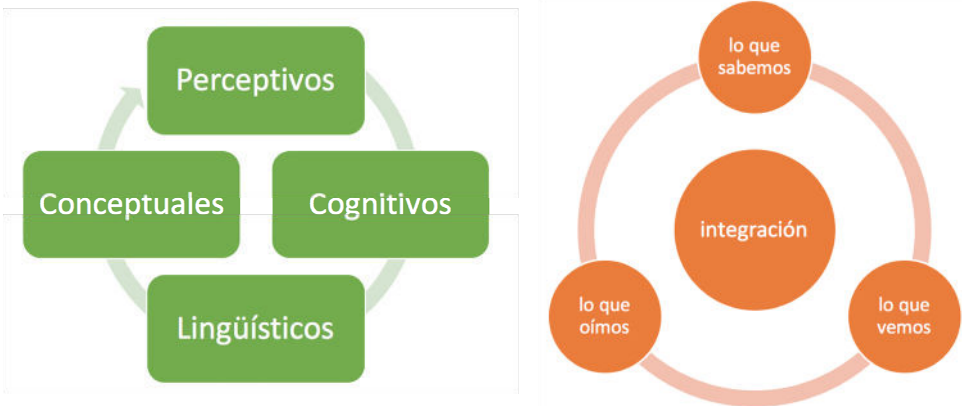 Perceptivos
Conceptuales
Cognitivos
Lingüísticos
lo que
sabemos
integración
lo que
oímos
lo que
vemos